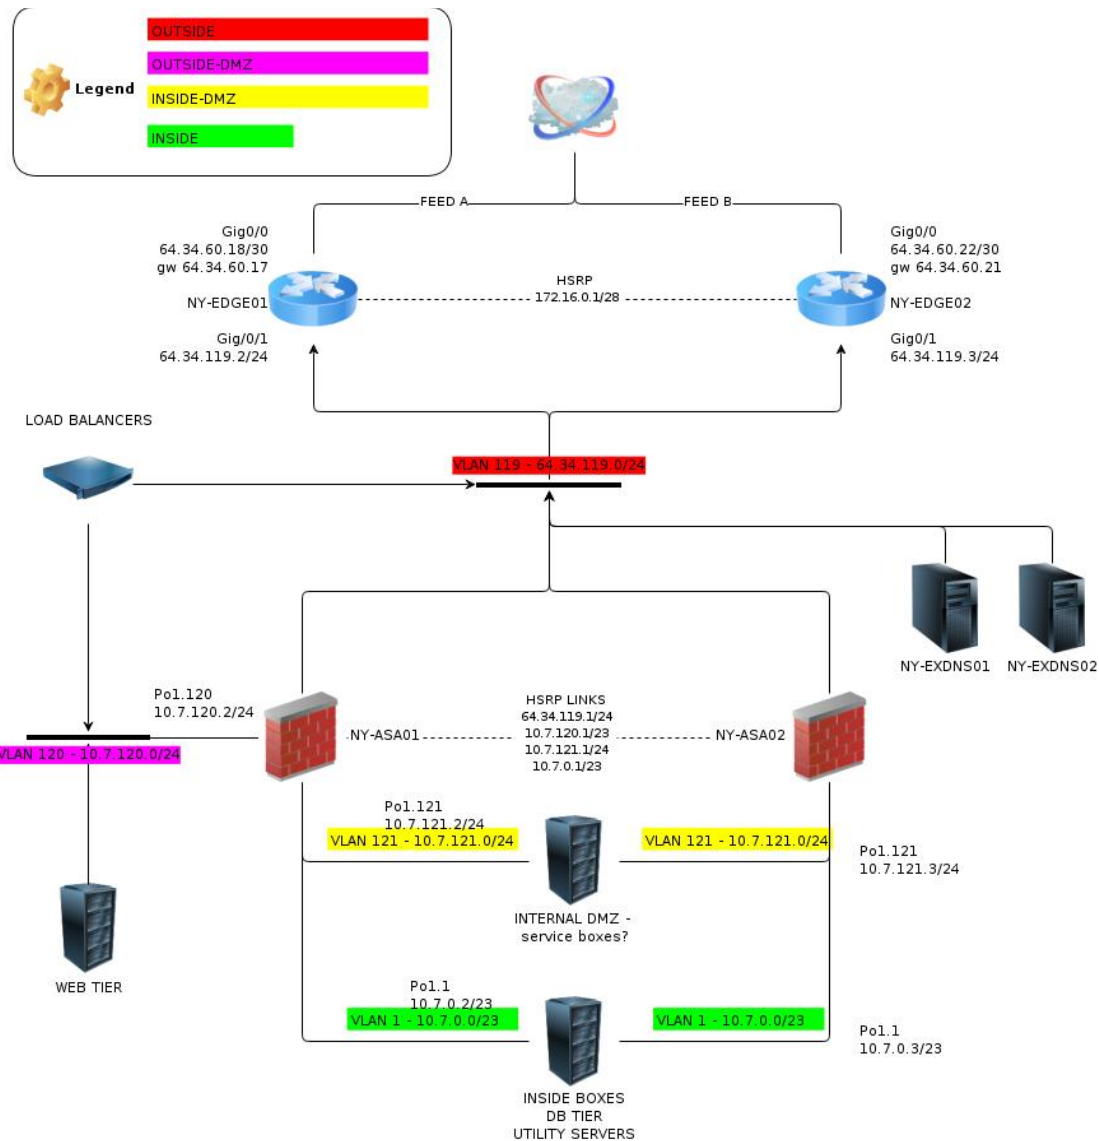 OUTSIDE
OUTSIDE-DMZ
Legend
INSIDE-DMZ
INSIDE
FEED A
FEED B
Gig0/0
64.34.60.18/30
gw 64.34.60.17
NY-EDGE01
Gig/0/1
64.34.119.2/24
HSRP
172.16.0.1/28
Gig0/0
64.34.60.22/30
gw 64.34.60.21
NY-EDGE02
Gig0/1
64.34.119.3/24
LOAD BALANCERS
VLAN 119 - 64.34.119.0/24
NY-EXDNS01
NY-EXDNS02
Po1.120
10.7.120.2/24
VLAN 120 - 10.7.120.0/24
NY-ASA01
HSRP LINKS
64.34.119.1/24
10.7.120.1/23
10.7.121.1/24
10.7.0.1/23
NY-ASA02
Po1.121
10.7.121.2/24
VLAN 121 - 10.7.121.0/24
VLAN 121 - 10.7.121.0/24
Po1.121
10.7.121.3/24
INTERNAL DMZ -
service boxes?
WEB TIER
Po1.1
10.7.0.2/23
VLAN 1 - 10.7.0.0/23
VLAN 1 - 10.7.0.0/23
Po1.1
10.7.0.3/23
INSIDE BOXES
DB TIER
UTILITY SERVERS